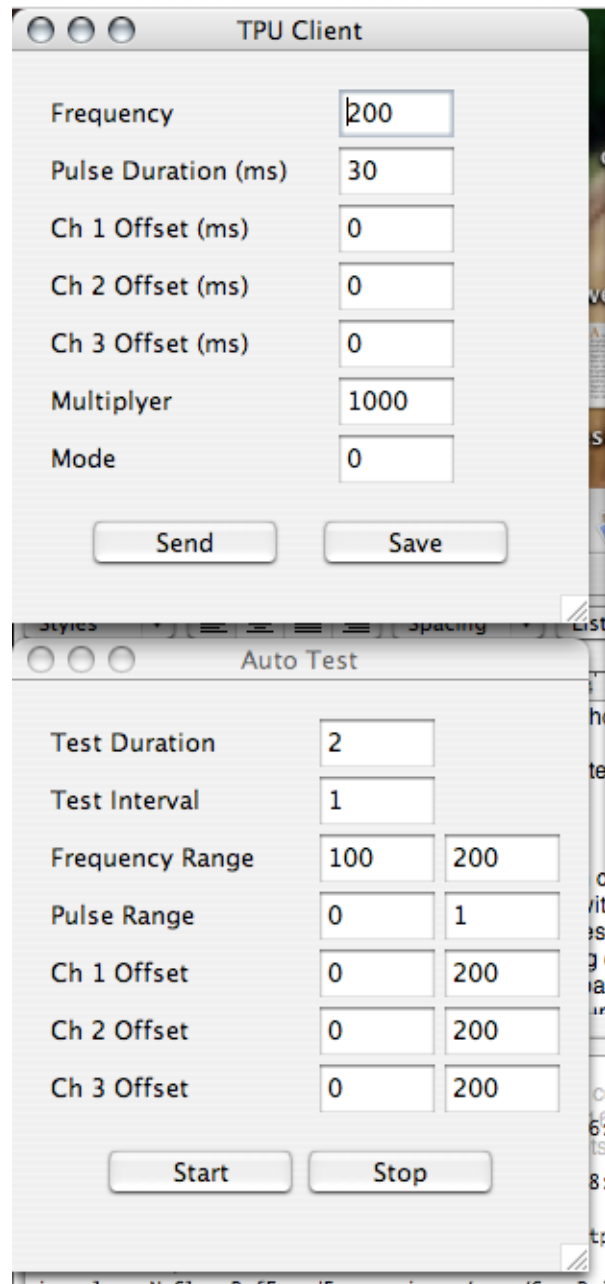 TPU Client
Frequency 200
Pulse Duration (ms) 30
Ch 1 Offset (ms) 0
Ch 2 Offset (ms) 0
Ch 3 Offset (ms) 0
Multiplyer 1000
Mode 0
Send Save
Styles Spacing List
Auto Test
Test Duration 2
Test Interval 1
Frequency Range 100 200
Pulse Range 0 1
Ch 1 Offset 0 200
Ch 2 Offset 0 200
Ch 3 Offset 0 200
Start Stop